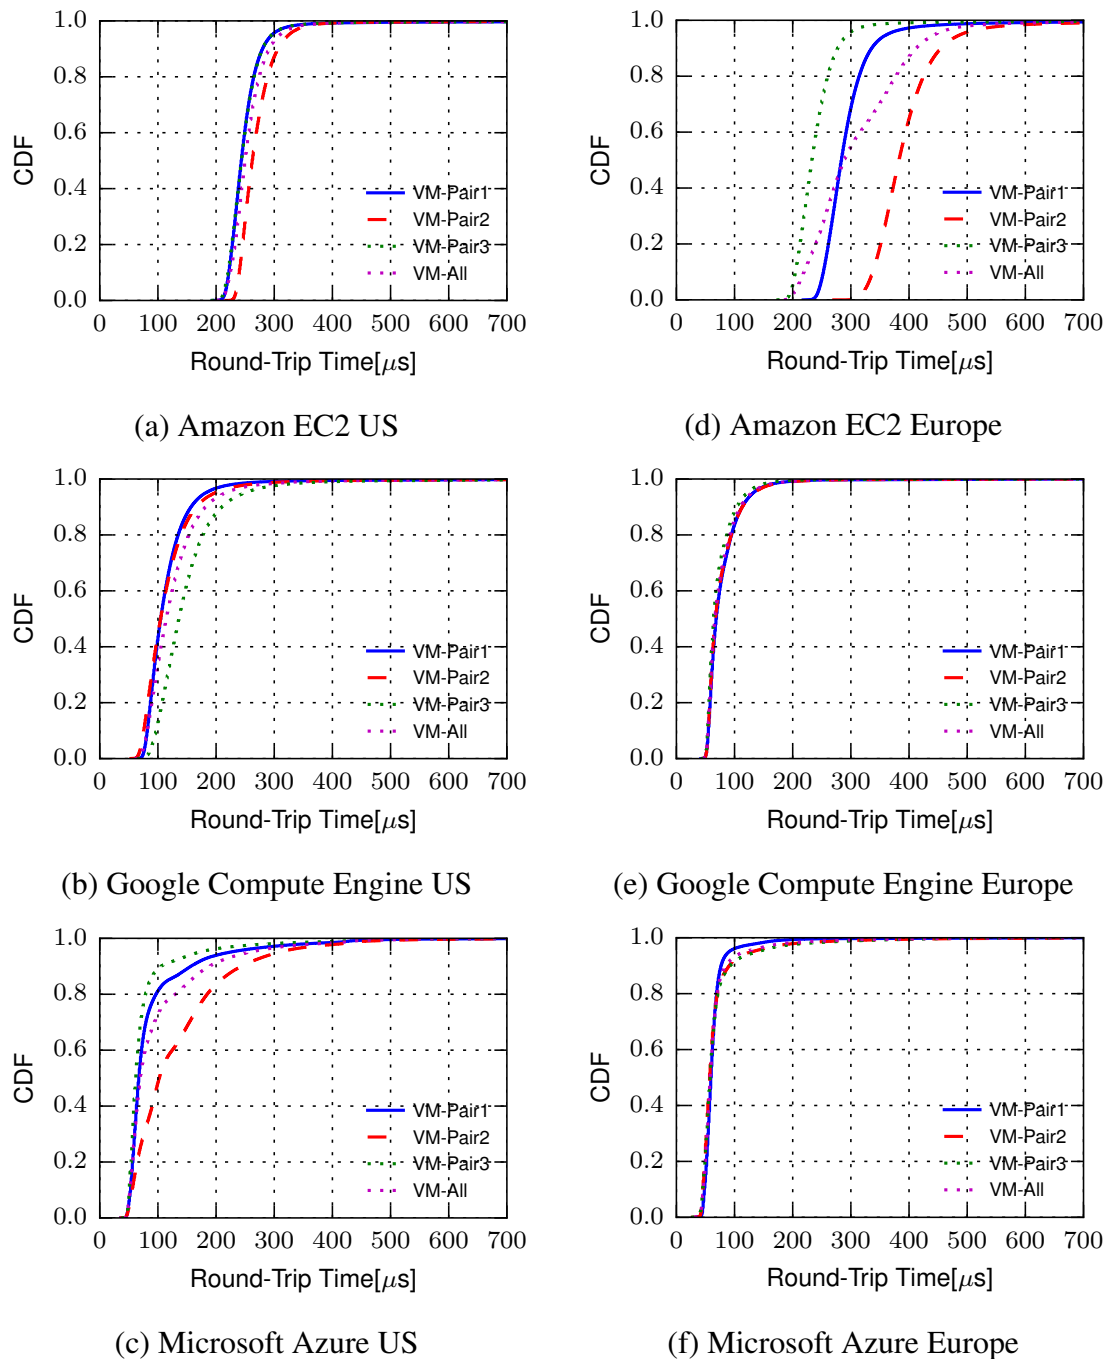 1.0
0.8
0.6
0.4
0.2
0.0
CDF
VM-Pair1
VM-Pair2
VM-Pair3
VM-All
0 100 200 300 400 500 600 700
Round-Trip Time[μs]
(a) Amazon EC2 US
1.0
0.8
0.6
0.4
0.2
0.0
CDF
VM-Pair1
VM-Pair2
VM-Pair3
VM-All
0 100 200 300 400 500 600 700
Round-Trip Time[μs]
(d) Amazon EC2 Europe
1.0
0.8
0.6
0.4
0.2
0.0
CDF
VM-Pair1
VM-Pair2
VM-Pair3
VM-All
0 100 200 300 400 500 600 700
Round-Trip Time[μs]
(b) Google Compute Engine US
1.0
0.8
0.6
0.4
0.2
0.0
CDF
VM-Pair1
VM-Pair2
VM-Pair3
VM-All
0 100 200 300 400 500 600 700
Round-Trip Time[μs]
(e) Google Compute Engine Europe
1.0
0.8
0.6
0.4
0.2
0.0
CDF
VM-Pair1
VM-Pair2
VM-Pair3
VM-All
0 100 200 300 400 500 600 700
Round-Trip Time[μs]
(c) Microsoft Azure US
1.0
0.8
0.6
0.4
0.2
0.0
CDF
VM-Pair1
VM-Pair2
VM-Pair3
VM-All
0 100 200 300 400 500 600 700
Round-Trip Time[μs]
(f) Microsoft Azure Europe